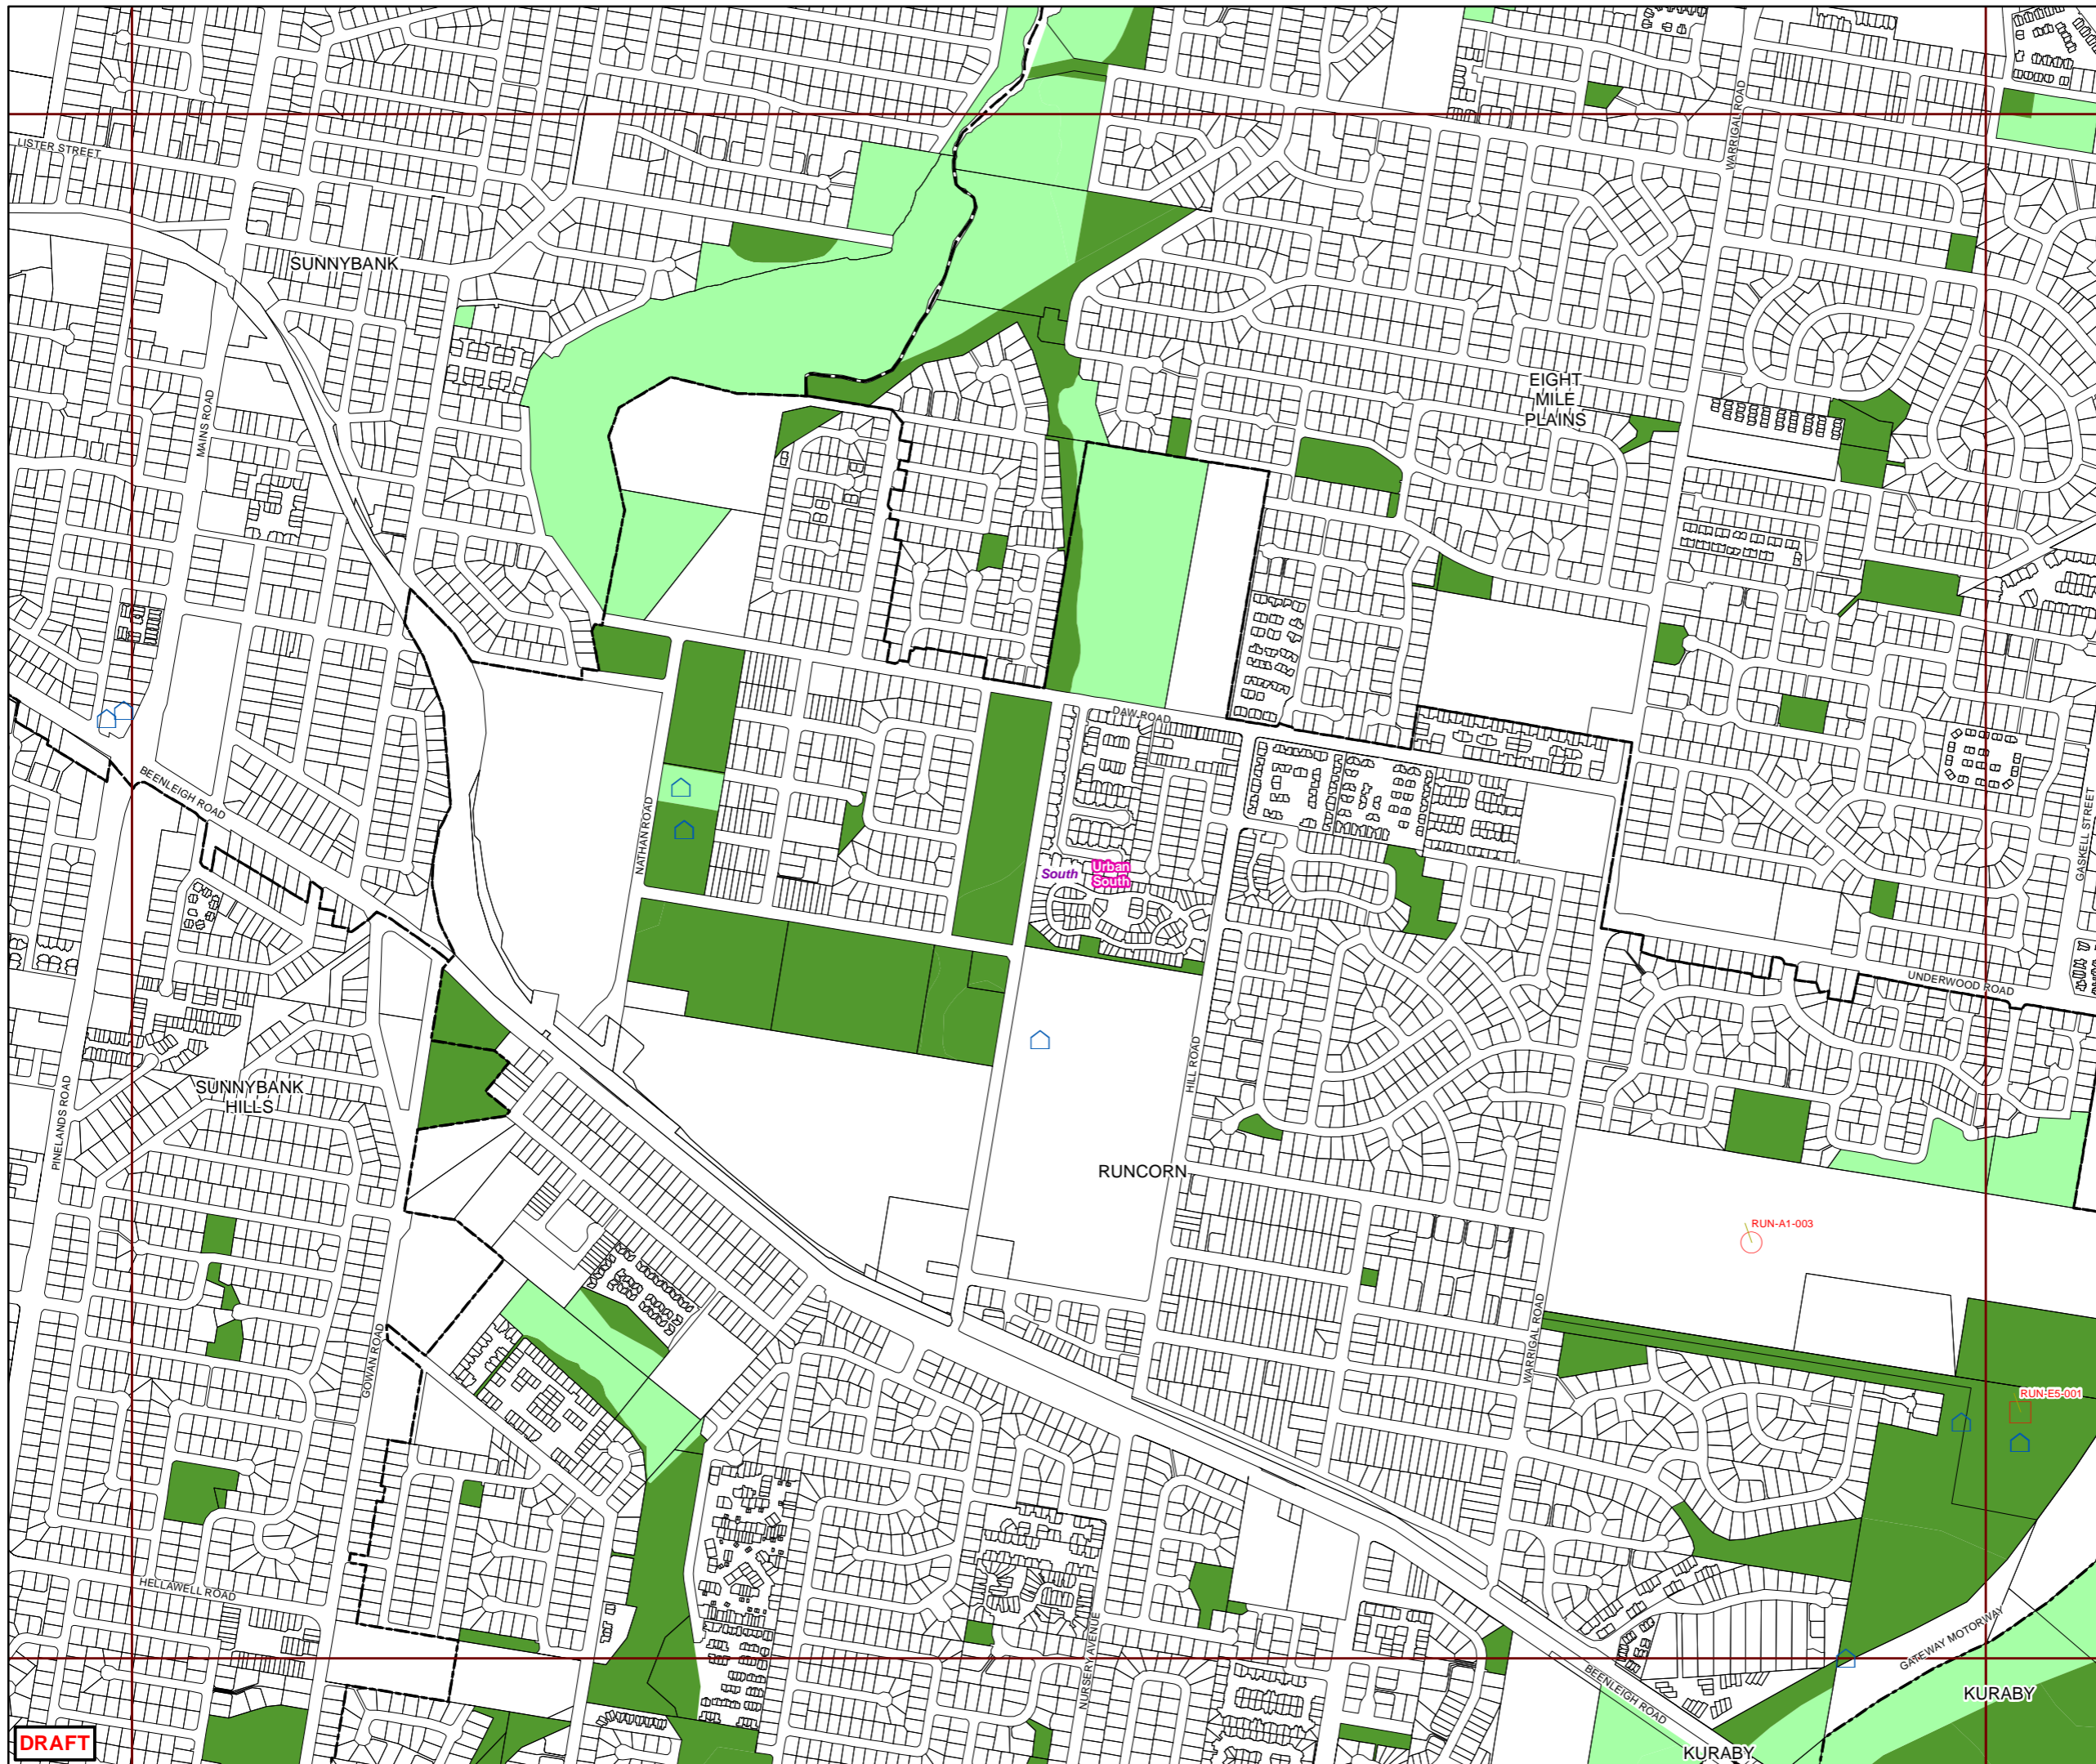 WARRIGAL ROAD
LISTER STREET
SUNNYBANK
MAINS ROAD
EIGHT
MILE
PLAINS
DAW ROAD
BEENLEIGH ROAD
NATHAN ROAD
GASKELL STREET
South
Urban
South
UNDERWOOD ROAD
HILL ROAD
SUNNYBANK
HILLS
PINELANDS ROAD
RUNCORN
RUN-A1-003
GOWAN ROAD
WARRIGAL ROAD
RUN-E5-001
HELLAWELL ROAD
NURSERY AVENUE
GATEWAY MOTORWAY
BEENLEIGH ROAD
KURABY
DRAFT
KURABY